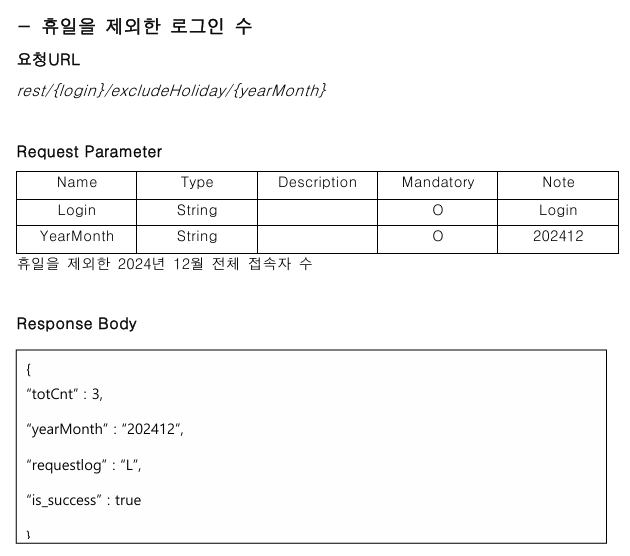 – 휴일을 제외한 로그인 수
요청URL
rest/{login}/excludeHoliday/{yearMonth}
Request Parameter
Name Type Description Mandatory Note
Login String O Login
YearMonth String O 202412
휴일을 제외한 2024년 12월 전체 접속자 수
Response Body
{
“totCnt” : 3,
“yearMonth” : “202412”,
“requestlog” : “L”,
“is_success” : true
}